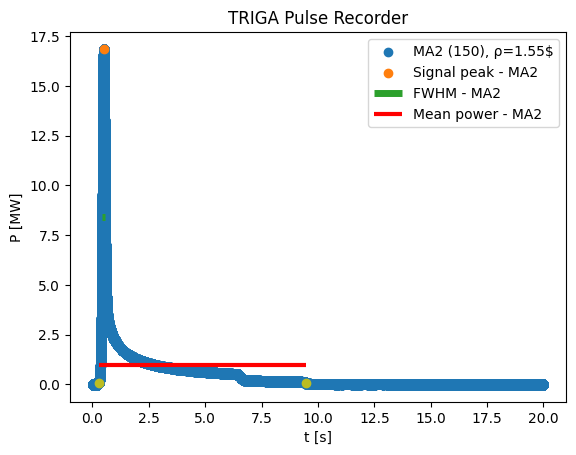 TRIGA Pulse Recorder
17.5
15.0
12.5
10.0
7.5
5.0
2.5
0.0
P [MW]
MA2 (150), ρ=1.55$
Signal peak - MA2
FWHM - MA2
Mean power - MA2
0.0 2.5 5.0 7.5 10.0 12.5 15.0 17.5 20.0
t [s]